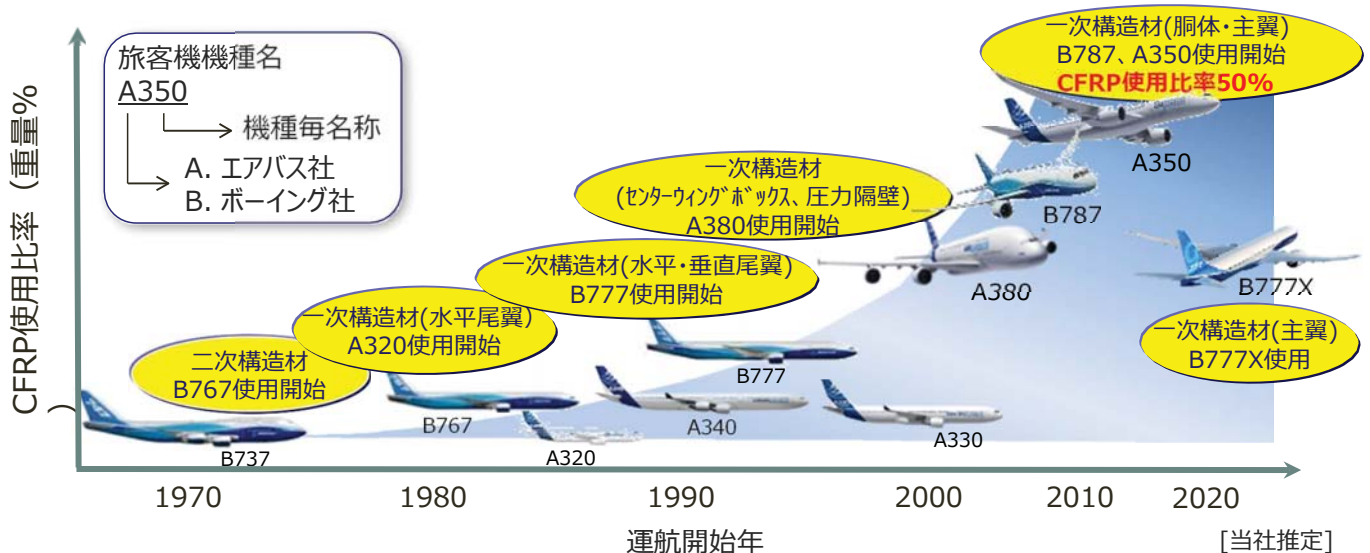 旅客機機種名
A350
機種毎名称
A. エアバス社
B. ボーイング社
CFRP使用比率（重量%）
一次構造材(胴体・主翼)
B787、A350使用開始
CFRP使用比率50%
A350
一次構造材
(ｾﾝﾀｰｳｨﾝｸﾞﾎﾞｯｸｽ、圧力隔壁)
A380使用開始
B787
一次構造材(水平・垂直尾翼)
B777使用開始
A380
B777X
一次構造材(水平尾翼)
A320使用開始
一次構造材(主翼)
B777X使用
二次構造材
B767使用開始
B777
B767
A340
A330
B737
A320
1970
1980
1990
2000
2010
2020
運航開始年
[当社推定]